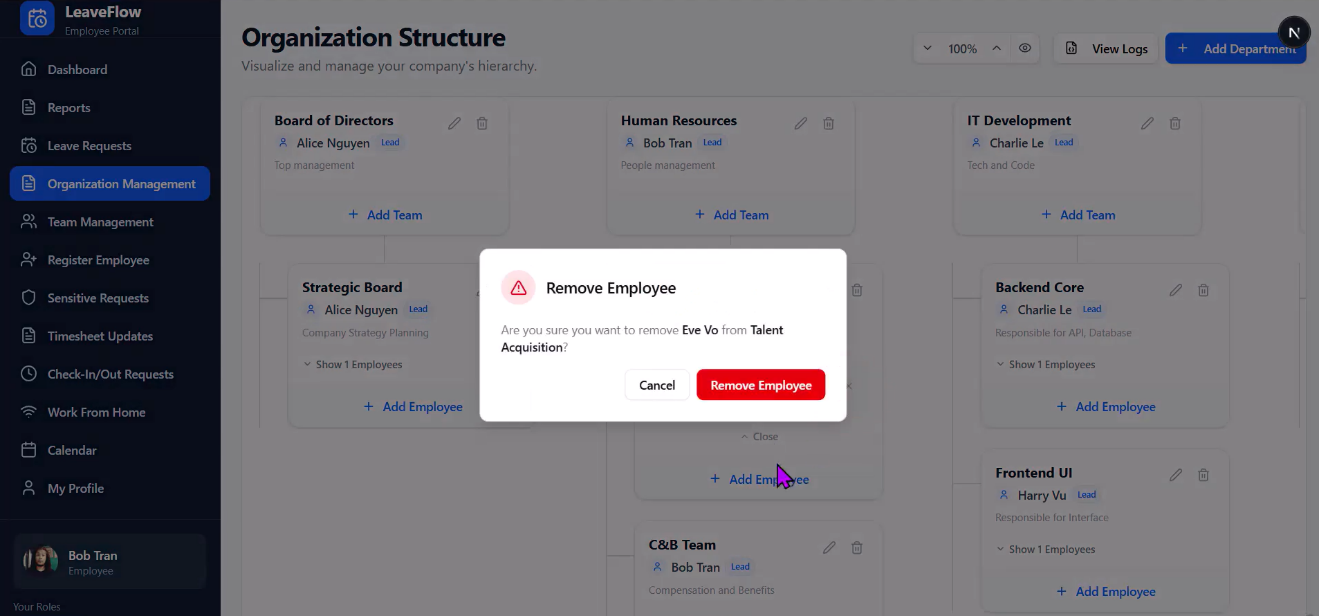 LeaveFlow
Employee Portal
Dashboard
Reports
Leave Requests
Organization Management
Team Management
Register Employee
Sensitive Requests
Timesheet Updates
Check-In/Out Requests
Work From Home
Calendar
My Profile
Bob Tran
Employee
Your Roles
Organization Structure
Visualize and manage your company's hierarchy.
100%
View Logs
+ Add Department
N
Board of Directors
Alice Nguyen Lead
Top management
+ Add Team
Human Resources
Bob Tran Lead
People management
+ Add Team
IT Development
Charlie Le Lead
Tech and Code
+ Add Team
Strategic Board
Alice Nguyen Lead
Company Strategy Planning
Show 1 Employees
+ Add Employee
Remove Employee
Are you sure you want to remove Eve Vo from Talent
Acquisition?
Cancel
Remove Employee
Close
+ Add Employee
C&B Team
Bob Tran Lead
Compensation and Benefits
Backend Core
Charlie Le Lead
Responsible for API, Database
Show 1 Employees
+ Add Employee
Frontend UI
Harry Vu Lead
Responsible for Interface
Show 1 Employees
+ Add Employee